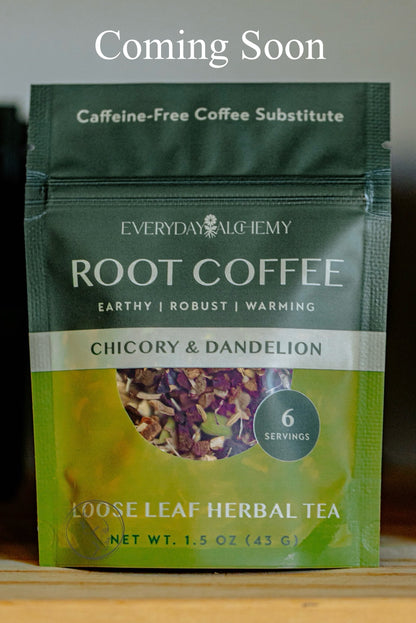 Coming Soon
Caffeine-Free Coffee Substitute
EVERYDAY ALCHEMY
ROOT COFFEE
EARTHY | ROBUST | WARMING
CHICORY & DANDELION
6
SERVINGS
LOOSE LEAF HERBAL TEA
NET WT. 1.5 OZ (43 G)